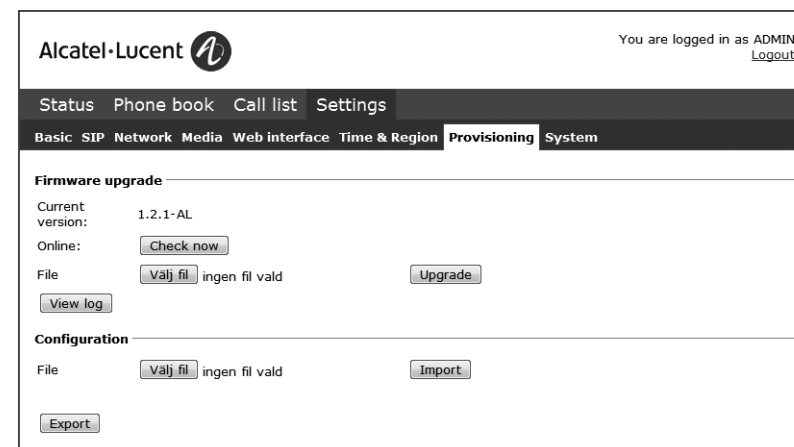 Alcatel·Lucent
You are logged in as ADMIN
Logout
Status Phone book Call list Settings
Basic SIP Network Media Web interface Time & Region Provisioning System
Firmware upgrade
Current version: 1.2.1-AL
Online: Check now
File Välj fil ingen fil vald Upgrade
View log
Configuration
File Välj fil ingen fil vald Import
Export